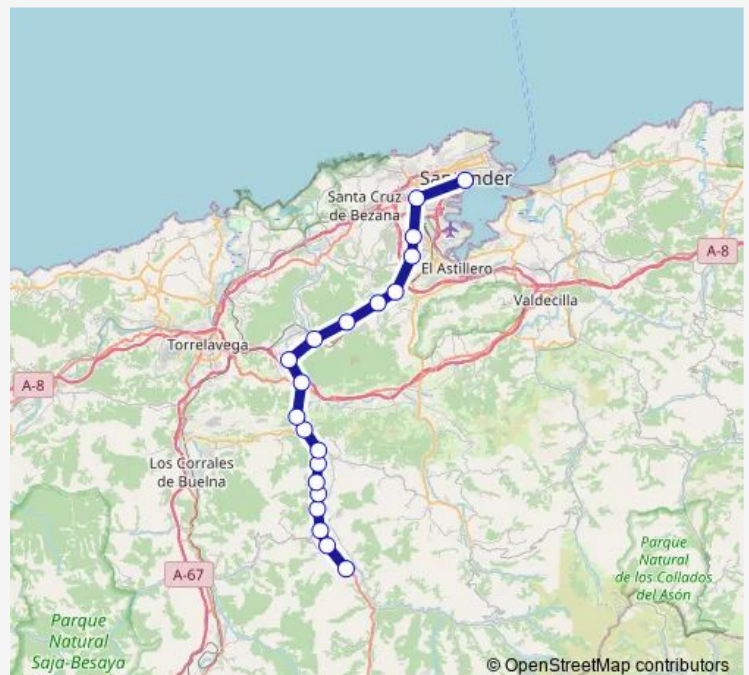 Santander
Santa Cruz
de Bezana
El Astillero
A-8
Valdecilla
Torrelavega
A-8
Los Corrales
de Buelna
A-67
Parque
Natural
de los Collados
del Asón
Parque
Natural
Saja-Besaya
© OpenStreetMap contributors